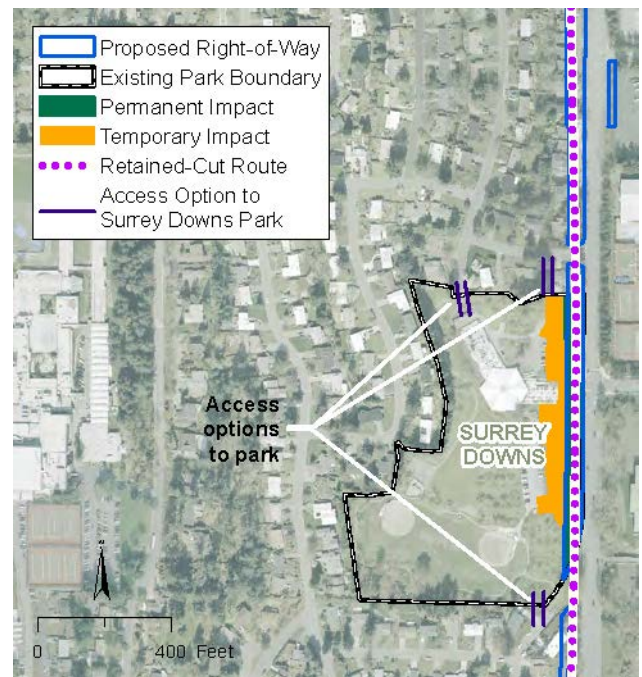 Proposed Right-of-Way
Existing Park Boundary
Permanent Impact
Temporary Impact
Retained-Cut Route
Access Option to
Surrey Downs Park
Access
options
to park
SURREY
DOWNS
0 400 Feet